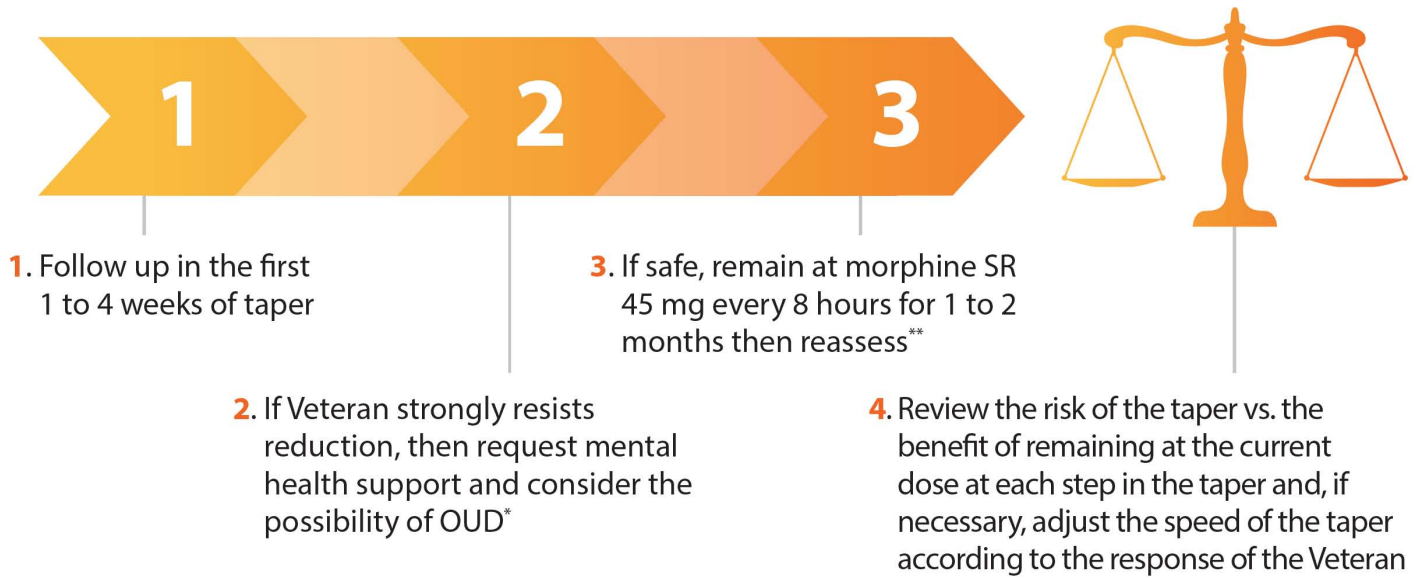 1
2
3
1. Follow up in the first
1 to 4 weeks of taper
2. If Veteran strongly resists
reduction, then request mental
health support and consider the
possibility of OUD*
3. If safe, remain at morphine SR
45 mg every 8 hours for 1 to 2
months then reassess**
4. Review the risk of the taper vs. the
benefit of remaining at the current
dose at each step in the taper and, if
necessary, adjust the speed of the taper
according to the response of the Veteran